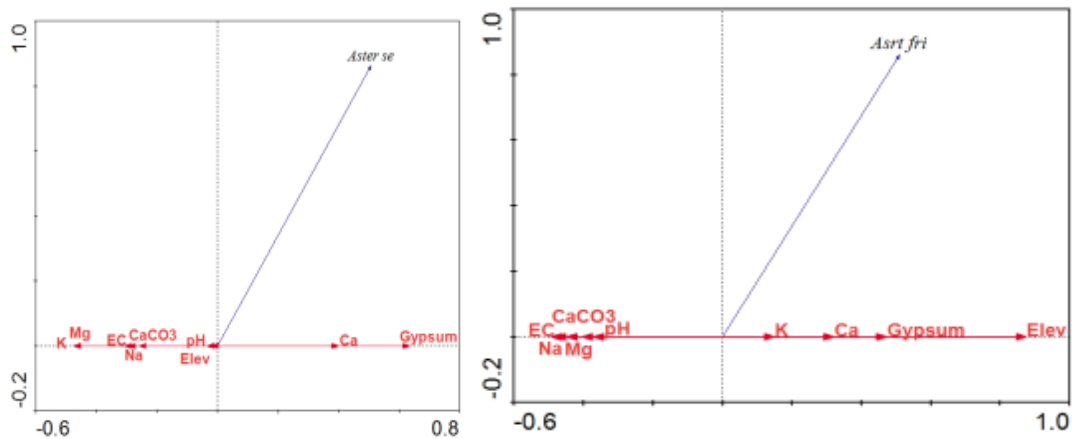 1.0
Aster se
Mg
K
EC
CaCO3
Na
pH
Elev
Ca
Gypsum
-0.2
-0.6
0.8
1.0
Asrt fri
CaCO3
EC
pH
Na
Mg
K
Ca
Gypsum
Elev
-0.2
-0.6
1.0